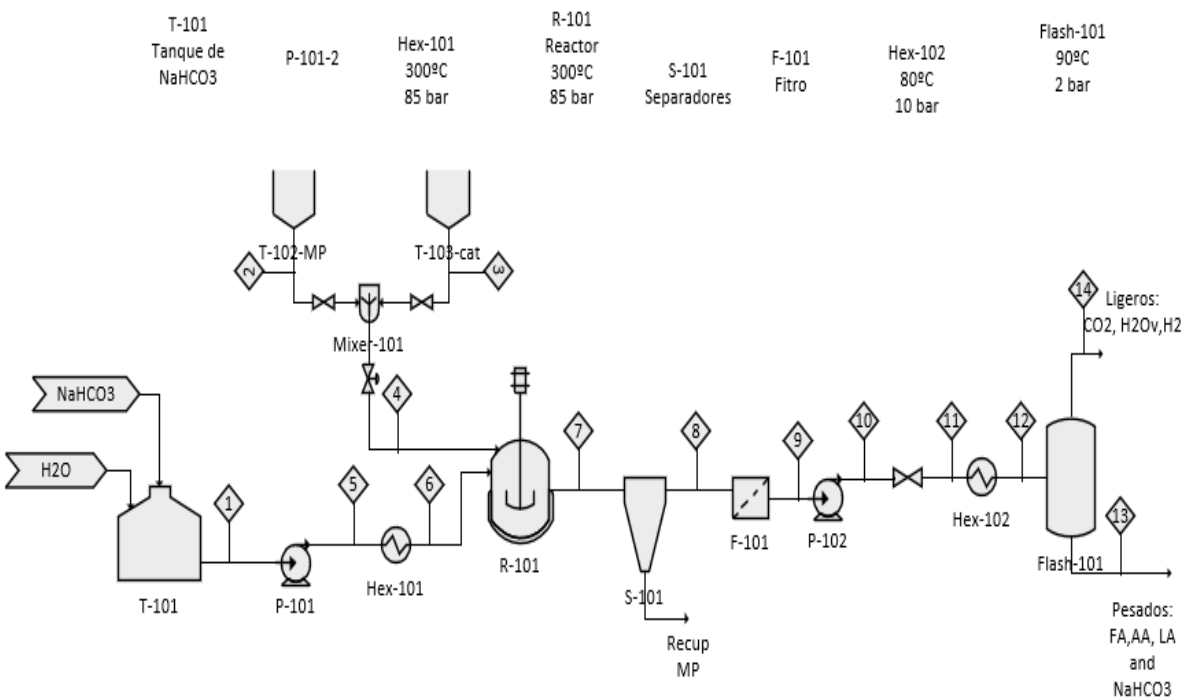 T-101
Tanque de
NaHCO3
P-101-2
Hex-101
300ºC
85 bar
R-101
Reactor
300ºC
85 bar
S-101
Separadores
F-101
Fitro
Hex-102
80ºC
10 bar
Flash-101
90ºC
2 bar
T-102-MP
T-103-cat
2
3
Mixer-101
14
Ligeros:
CO2, H2Ov,H2
NaHCO3
4
H2O
1
5
6
7
8
9
10
11
12
13
T-101
P-101
Hex-101
R-101
S-101
F-101
P-102
Hex-102
Flash-101
Recup
MP
Pesados:
FA,AA, LA
and
NaHCO3